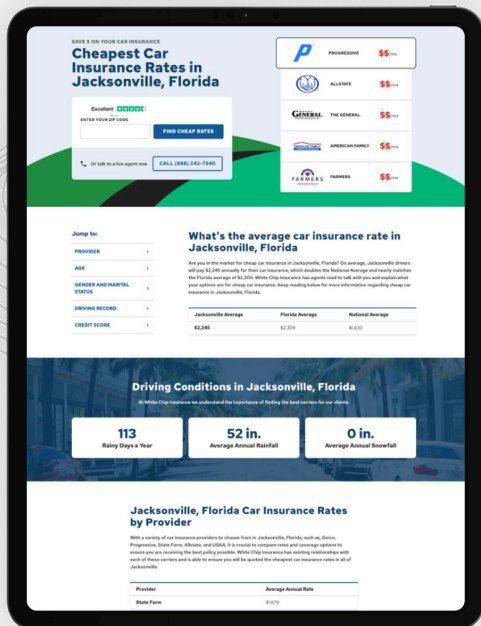 SAVE $ ON YOUR CAR INSURANCE
Cheapest Car
Insurance Rates in
Jacksonville, Florida
Excellent
ENTER YOUR ZIP CODE
FIND CHEAP RATES
Or talk to a live agent now
CALL (888) 242-7540
PROGRESSIVE
$$/mo
ALLSTATE
$$/mo
GENERAL
THE GENERAL
$$/mo
AMERICAN FAMILY
$$/mo
FARMERS
INSURANCE
FARMERS
$$/mo
Jump to:
PROVIDER
AGE
GENDER AND MARITAL
STATUS
DRIVING RECORD
CREDIT SCORE
What's the average car insurance rate in
Jacksonville, Florida
Are you in the market for cheap car insurance in Jacksonville, Florida? On average, Jacksonville drivers
will pay $2,245 annually for their car insurance, which doubles the National Average and nearly matches
the Florida average of $2,300. White Chip Insurance has agents read to talk with you and explain what
your options are for cheap car insurance. Keep reading below for more information regarding cheap car
insurance in Jacksonville, Florida.
Jacksonville Average Florida Average National Average
$2,245 $2,309 $1,630
Driving Conditions in Jacksonville, Florida
At White Chip Insurance we understand the importance of finding the best carriers for our clients.
113
Rainy Days a Year
52 in.
Average Annual Rainfall
0 in.
Average Annual Snowfall
Jacksonville, Florida Car Insurance Rates
by Provider
With a variety of car insurance providers to choose from in Jacksonville, Florida, such as, Geico,
Progressive, State Farm, Allstate, and USAA, it is crucial to compare rates and coverage options to
ensure you are receiving the best policy possible. White Chip Insurance has existing relationships with
each of these carriers and is able to ensure you will be quoted the cheapest car insurance rates in all of
Jacksonville.
Provider Average Annual Rate
State Farm $1,679